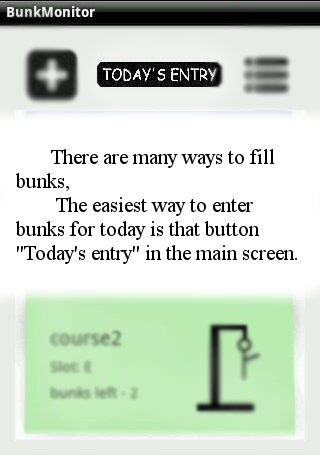 BunkMonitor
TODAY'S ENTRY
There are many ways to fill
bunks,
The easiest way to enter
bunks for today is that button
"Today's entry" in the main screen.
course2
Slot: E
bunks left - 2